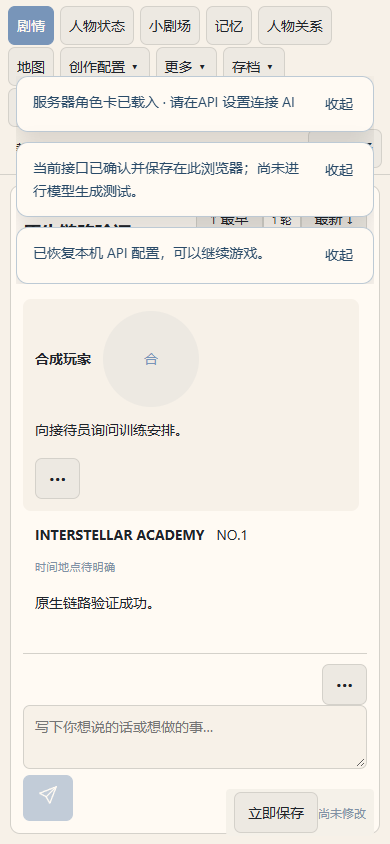 剧情 人物状态 小剧场 记忆 人物关系
地图 创作配置 ▾ 更多 ▾ 存档 ▾
服务器角色卡已载入 · 请在API 设置连接 AI 收起
当前接口已确认并保存在此浏览器；尚未进 收起
行模型生成测试。
↑ 最早 1 轮 最新 ↓
已恢复本机 API 配置，可以继续游戏。 收起
合成玩家 合
向接待员询问训练安排。
•••
INTERSTELLAR ACADEMY NO.1
时间地点待明确
原生链路验证成功。
•••
写下你想说的话或想做的事...
立即保存 尚未修改